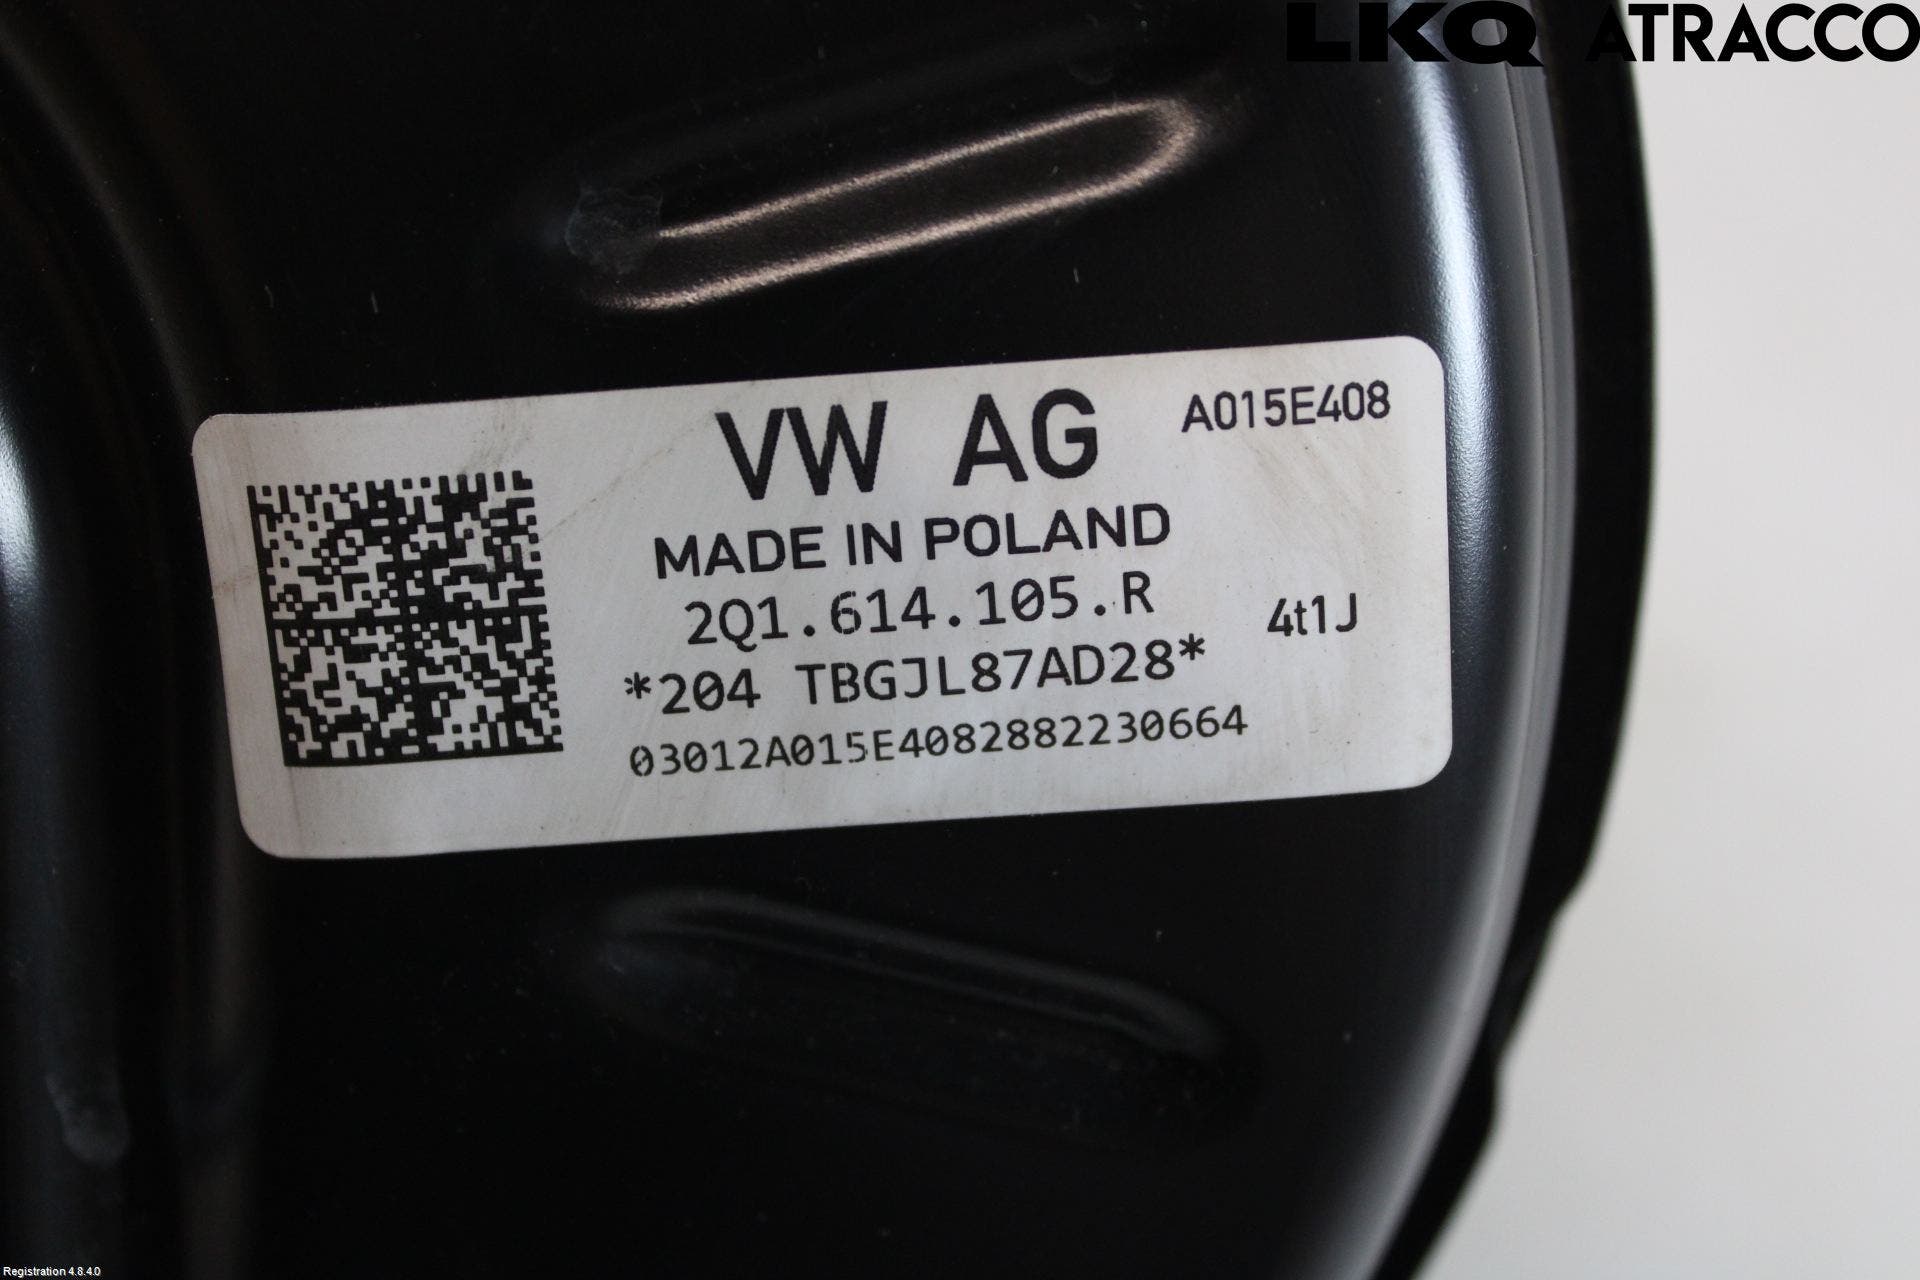 LKQ ATRACCO
VW AG A015E408
MADE IN POLAND
2Q1.614.105.R 4t1J
*204 TBGJL87AD28*
03012A015E4082882230664
Registration 4.8.4.0